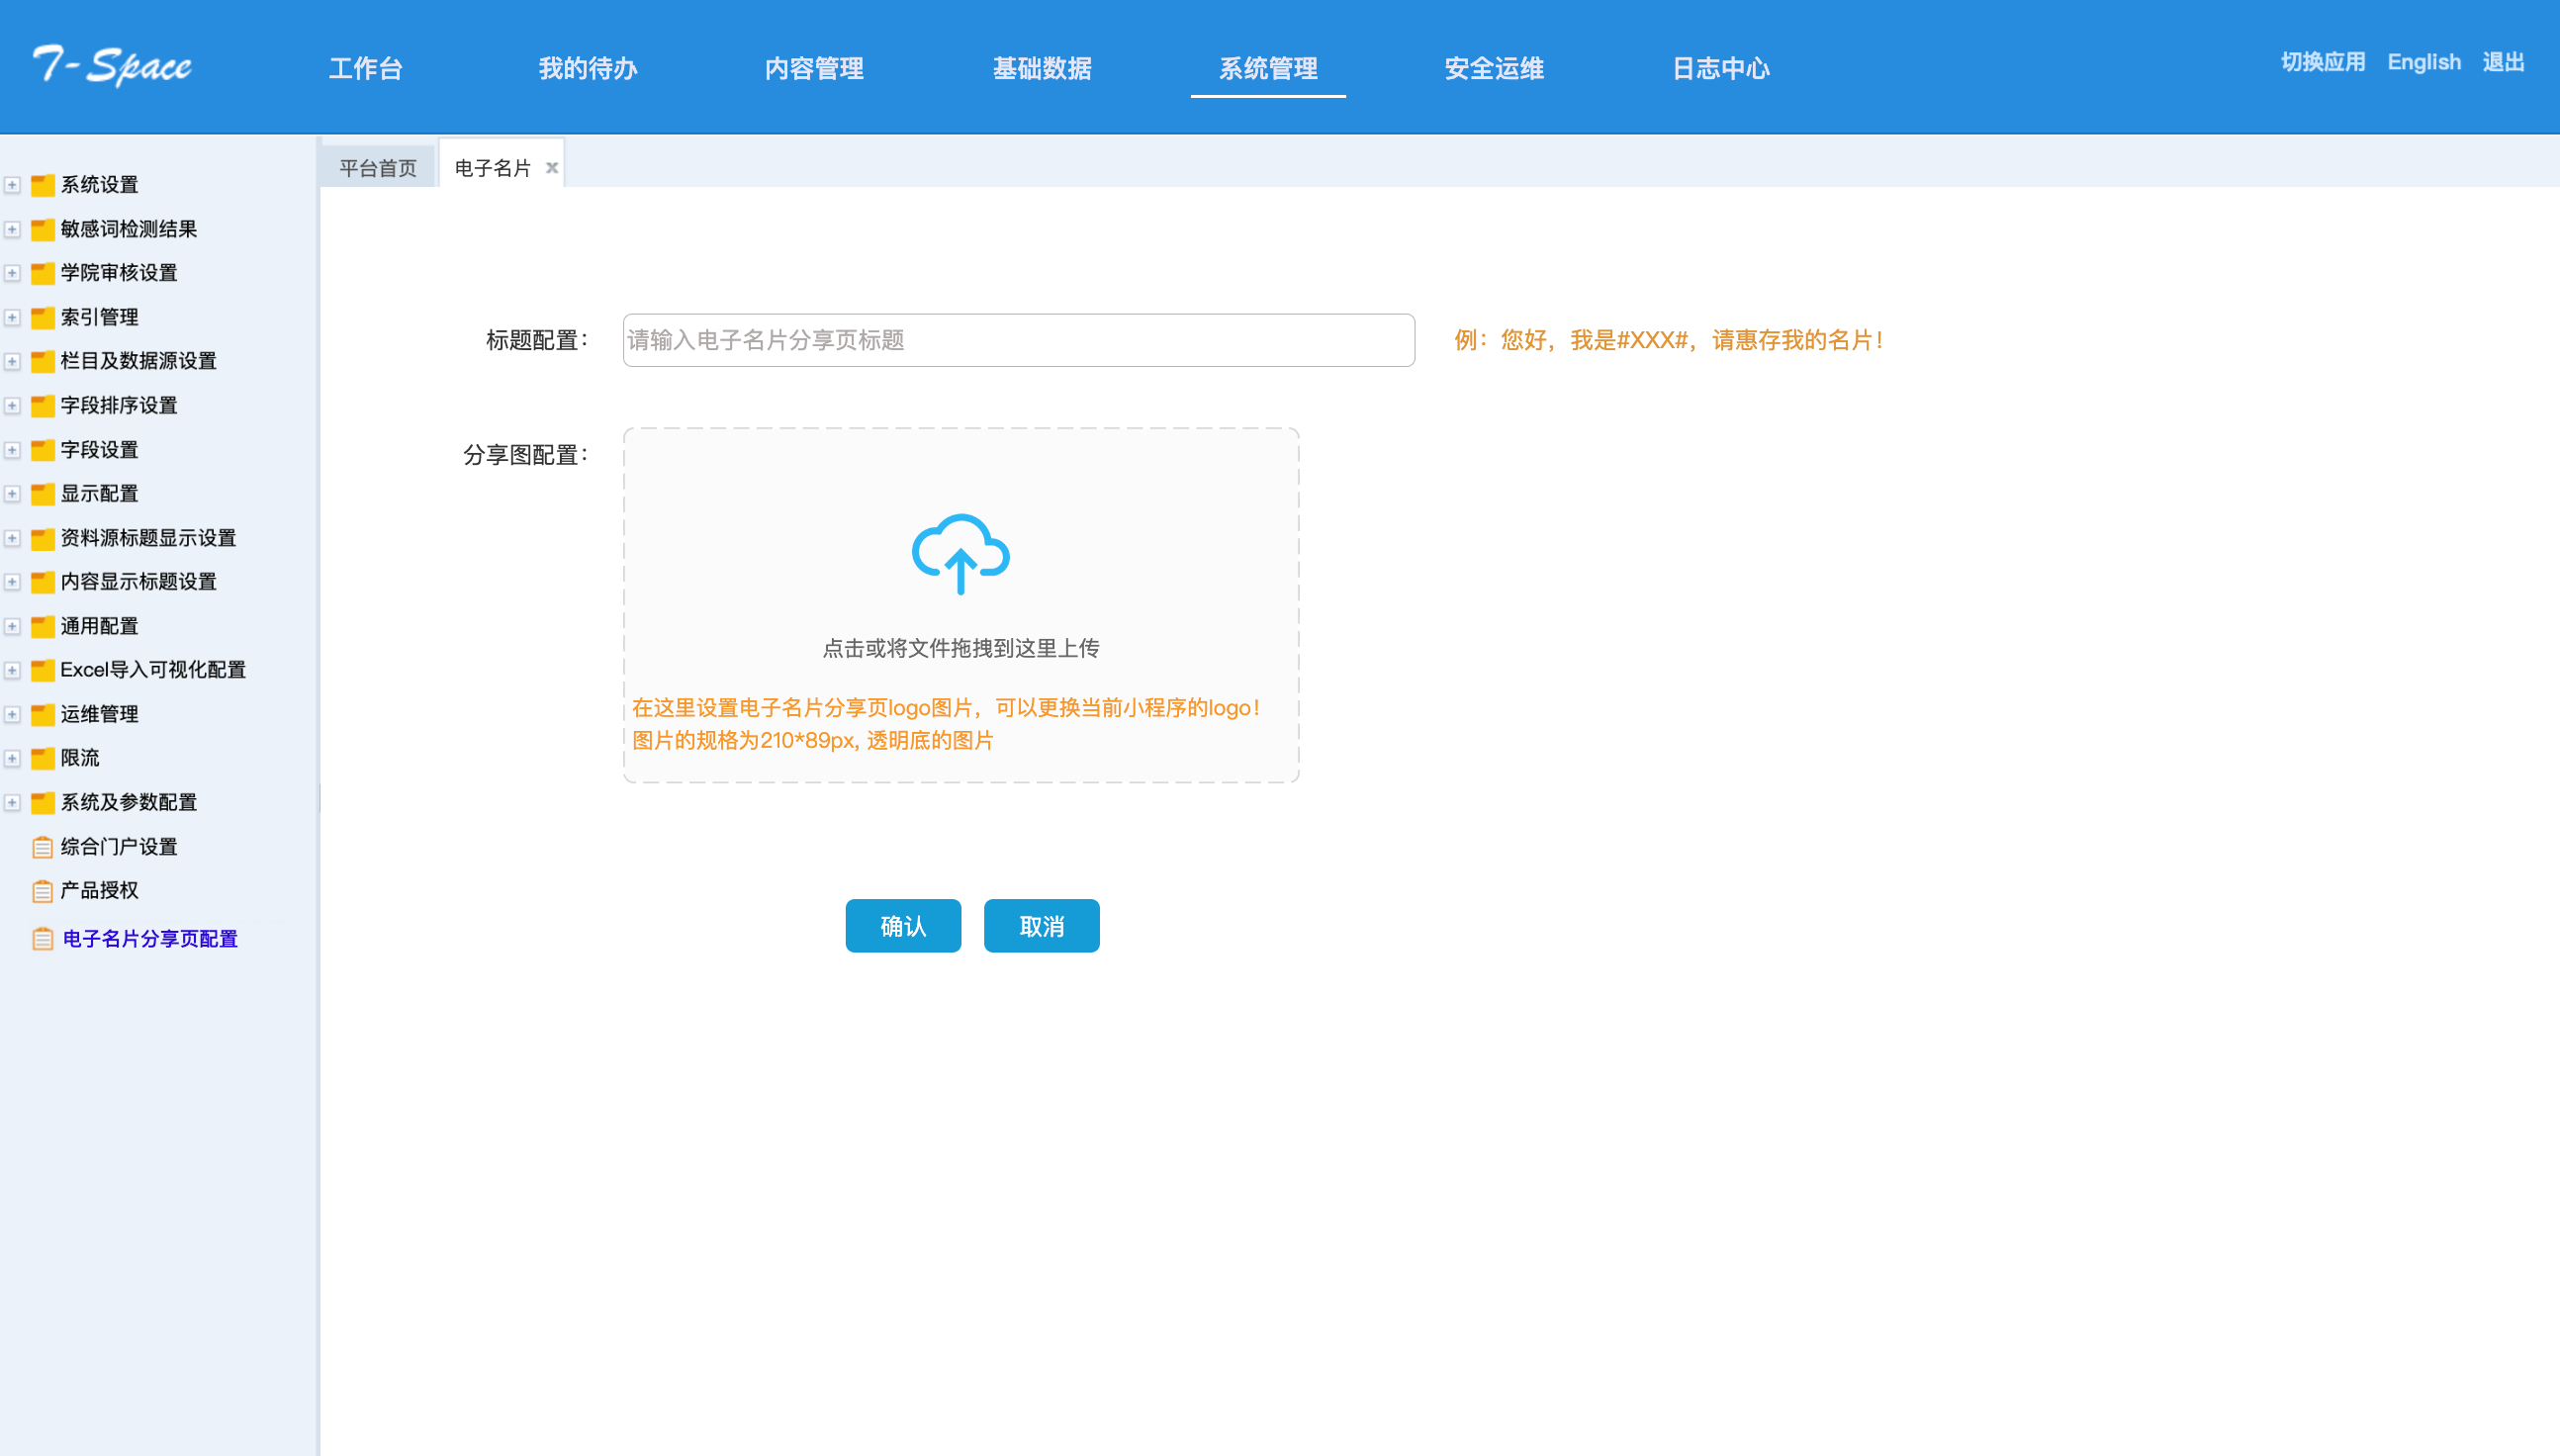 T-Space
工作台 我的待办 内容管理 基础数据 系统管理 安全运维 日志中心 切换应用 English 退出
平台首页 电子名片
系统设置
敏感词检测结果
学院审核设置
索引管理
栏目及数据源设置
字段排序设置
字段设置
显示配置
资料源标题显示设置
内容显示标题设置
通用配置
Excel导入可视化配置
运维管理
限流
系统及参数配置
综合门户设置
产品授权
电子名片分享页配置
标题配置： 请输入电子名片分享页标题 例：您好，我是#XXX#，请惠存我的名片！
分享图配置：
点击或将文件拖拽到这里上传
在这里设置电子名片分享页logo图片，可以更换当前小程序的logo！
图片的规格为210*89px, 透明底的图片
确认 取消